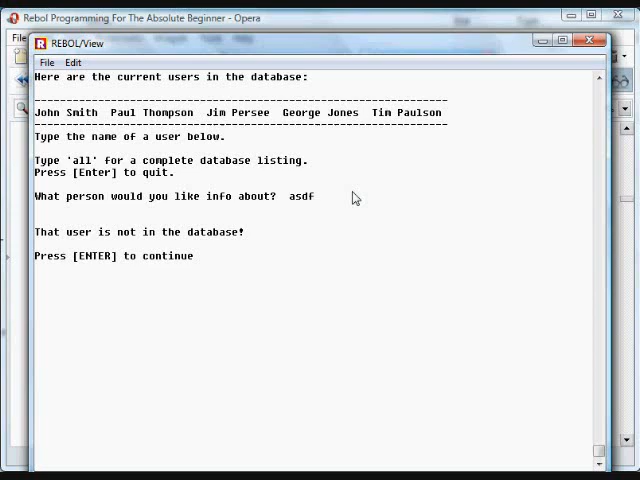 Rebol Programming For The Absolute Beginner - Opera
File
REBOL/View
File Edit
Here are the current users in the database:
-----------------------------------------------------------------
John Smith  Paul Thompson  Jim Persee  George Jones  Tim Paulson
-----------------------------------------------------------------
Type the name of a user below.
Type 'all' for a complete database listing.
Press [Enter] to quit.
What person would you like info about?  asdf
That user is not in the database!
Press [ENTER] to continue